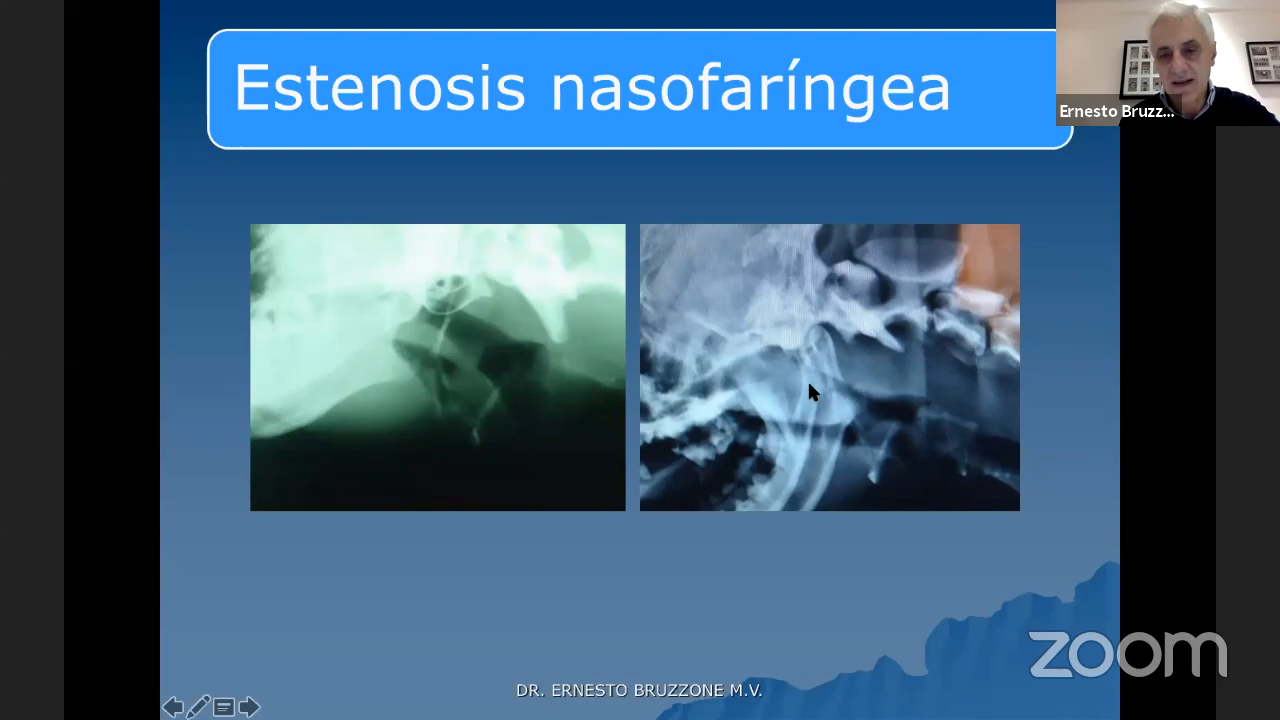 Estenosis nasofaríngea
Ernesto Bruzz...
zoom
DR. ERNESTO BRUZZONE M.V.